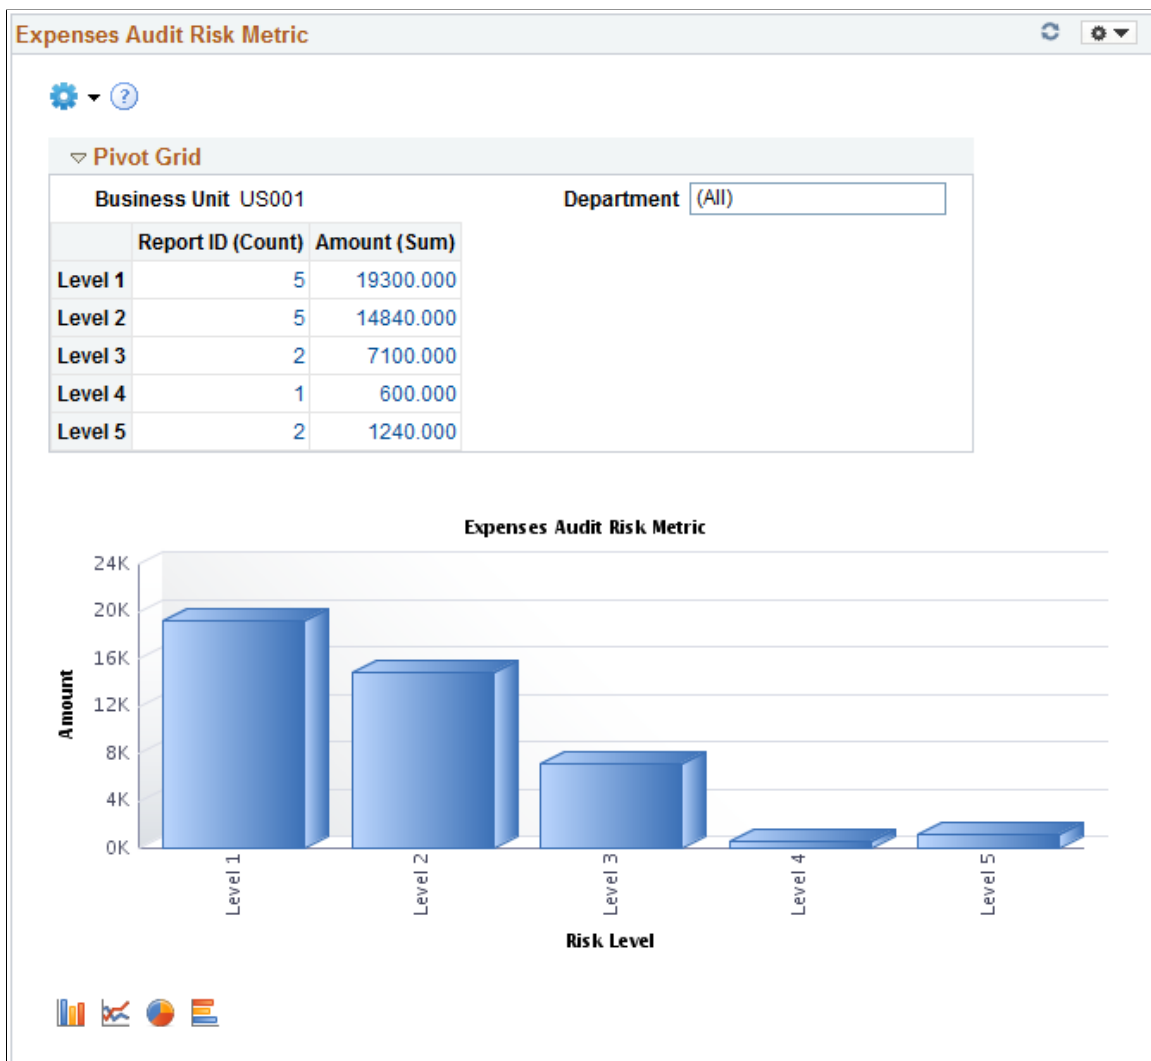 Expenses Audit Risk Metric
?
Pivot Grid
Business Unit US001 Department (All)
Report ID (Count) Amount (Sum)
Level 1 5 19300.000
Level 2 5 14840.000
Level 3 2 7100.000
Level 4 1 600.000
Level 5 2 1240.000
Expenses Audit Risk Metric
24K
20K
16K
12K
8K
4K
0K
Amount
Level 1 Level 2 Level 3 Level 4 Level 5
Risk Level